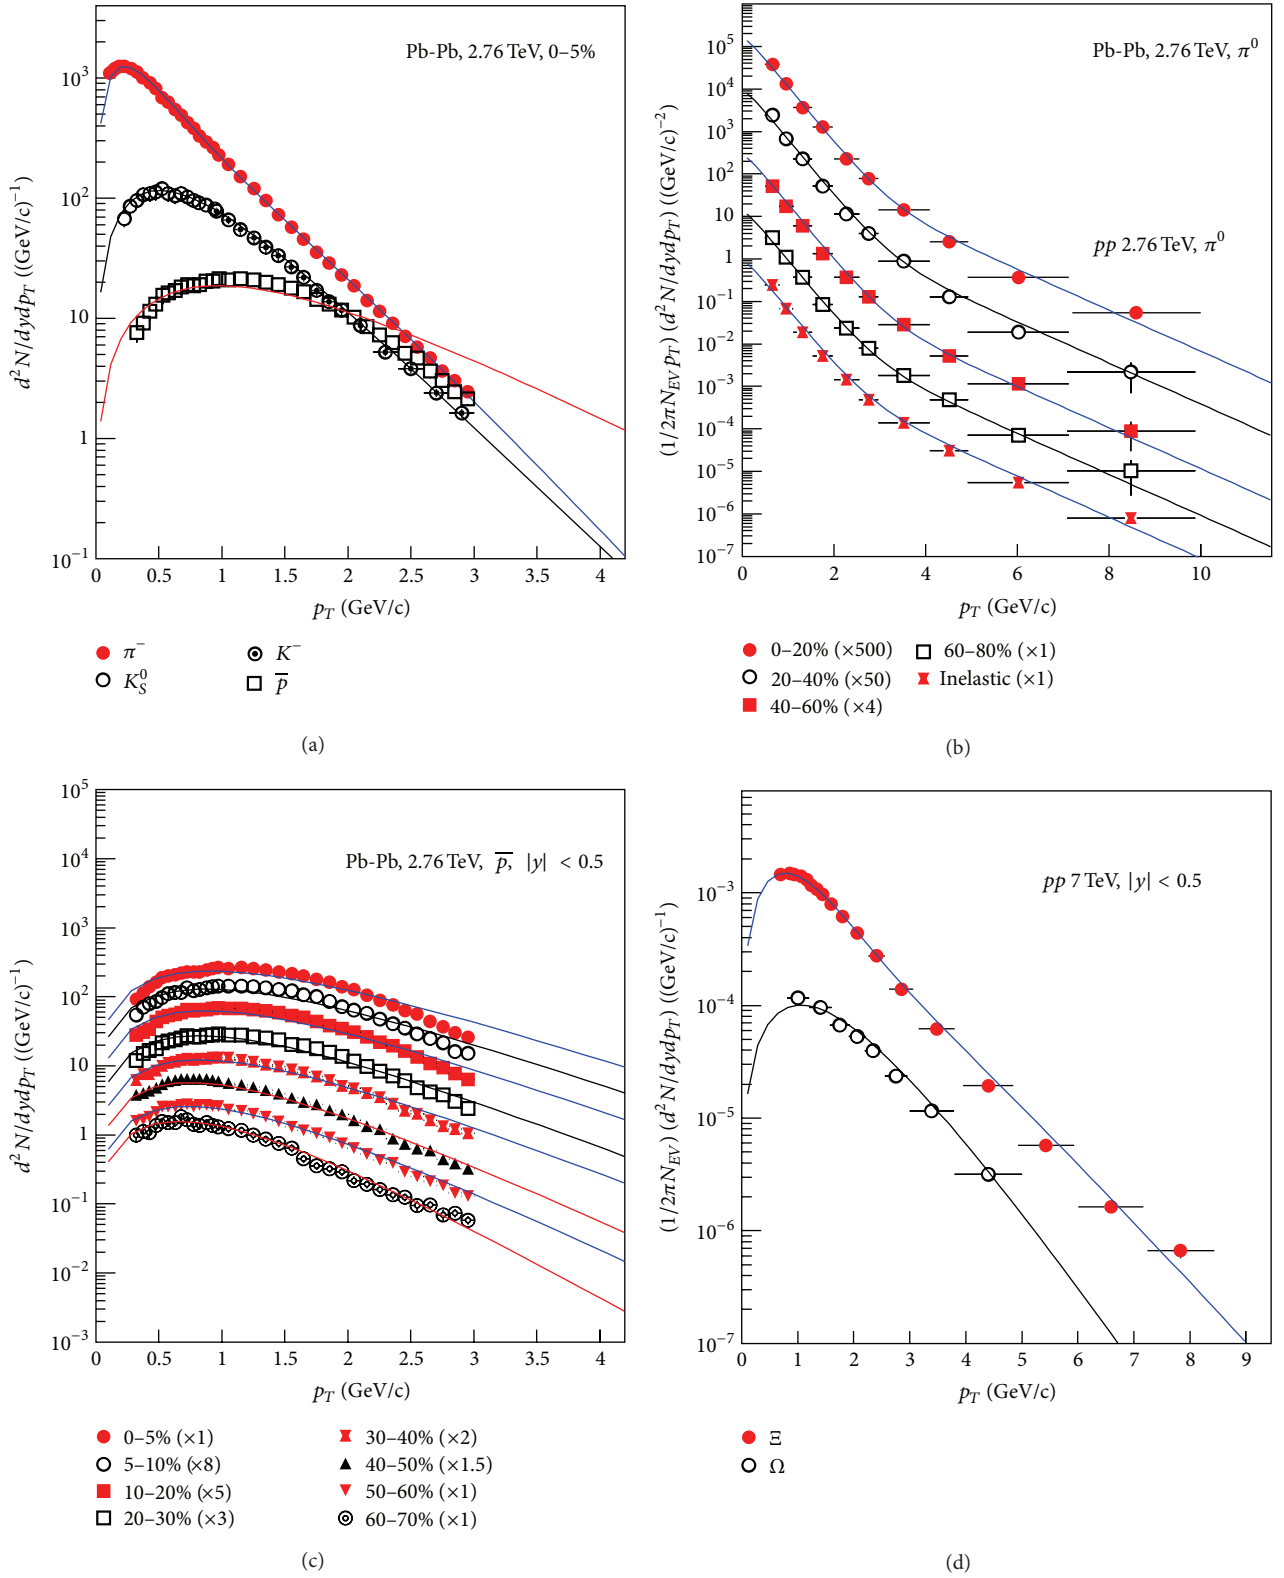 Pb-Pb, 2.76 TeV, 0–5%
10³
10²
10
1
10⁻¹
d²N/dydp_T ((GeV/c)⁻¹)
0 0.5 1 1.5 2 2.5 3 3.5 4
p_T (GeV/c)
π⁻ K⁻
K⁰_S p̅
(a)
Pb-Pb, 2.76 TeV, π⁰
pp 2.76 TeV, π⁰
10⁵
10⁴
10³
10²
10
1
10⁻¹
10⁻²
10⁻³
10⁻⁴
10⁻⁵
10⁻⁶
10⁻⁷
(1/2πN_EV p_T) (d²N/dydp_T) ((GeV/c)⁻²)
0 2 4 6 8 10
p_T (GeV/c)
0–20% (×500) 60–80% (×1)
20–40% (×50) Inelastic (×1)
40–60% (×4)
(b)
Pb-Pb, 2.76 TeV, p̅, |y| < 0.5
10⁵
10⁴
10³
10²
10
1
10⁻¹
10⁻²
10⁻³
d²N/dydp_T ((GeV/c)⁻¹)
0 0.5 1 1.5 2 2.5 3 3.5 4
p_T (GeV/c)
0–5% (×1) 30–40% (×2)
5–10% (×8) 40–50% (×1.5)
10–20% (×5) 50–60% (×1)
20–30% (×3) 60–70% (×1)
(c)
pp 7 TeV, |y| < 0.5
10⁻³
10⁻⁴
10⁻⁵
10⁻⁶
10⁻⁷
(1/2πN_EV) (d²N/dydp_T) ((GeV/c)⁻¹)
0 1 2 3 4 5 6 7 8 9
p_T (GeV/c)
Ξ
Ω
(d)